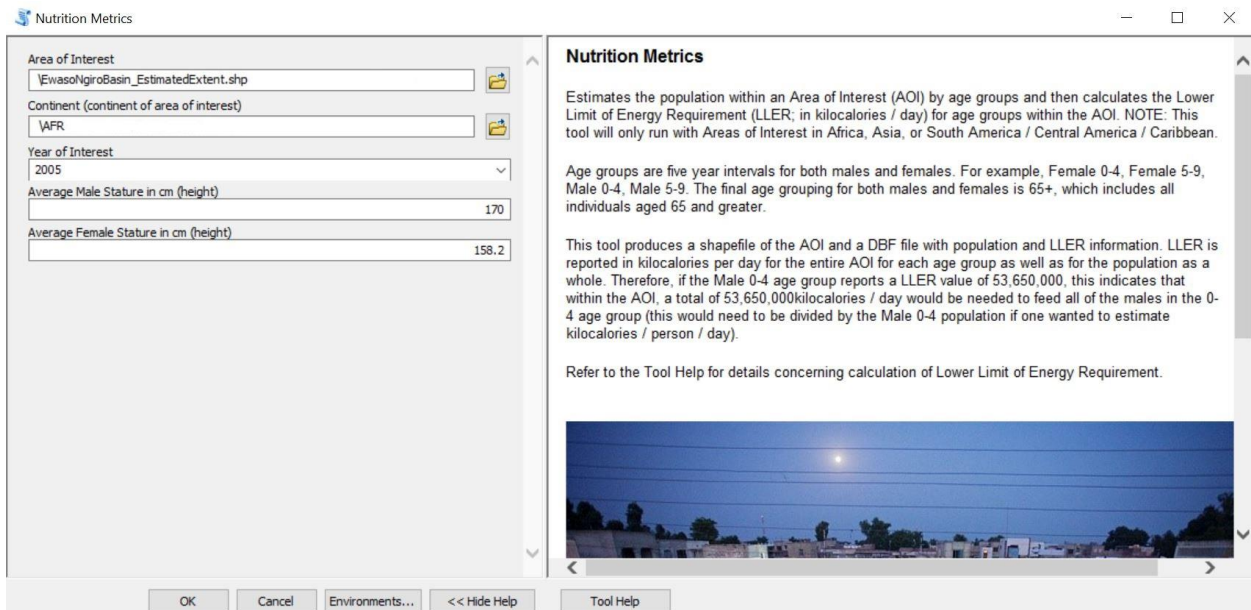 Nutrition Metrics
Area of Interest
\EwasoNgiroBasin_EstimatedExtent.shp
Continent (continent of area of interest)
\AFR
Year of Interest
2005
Average Male Stature in cm (height)
170
Average Female Stature in cm (height)
158.2
Nutrition Metrics
Estimates the population within an Area of Interest (AOI) by age groups and then calculates the Lower
Limit of Energy Requirement (LLER; in kilocalories / day) for age groups within the AOI. NOTE: This
tool will only run with Areas of Interest in Africa, Asia, or South America / Central America / Caribbean.
Age groups are five year intervals for both males and females. For example, Female 0-4, Female 5-9,
Male 0-4, Male 5-9. The final age grouping for both males and females is 65+, which includes all
individuals aged 65 and greater.
This tool produces a shapefile of the AOI and a DBF file with population and LLER information. LLER is
reported in kilocalories per day for the entire AOI for each age group as well as for the population as a
whole. Therefore, if the Male 0-4 age group reports a LLER value of 53,650,000, this indicates that
within the AOI, a total of 53,650,000kilocalories / day would be needed to feed all of the males in the 0-
4 age group (this would need to be divided by the Male 0-4 population if one wanted to estimate
kilocalories / person / day).
Refer to the Tool Help for details concerning calculation of Lower Limit of Energy Requirement.
OK
Cancel
Environments...
<< Hide Help
Tool Help